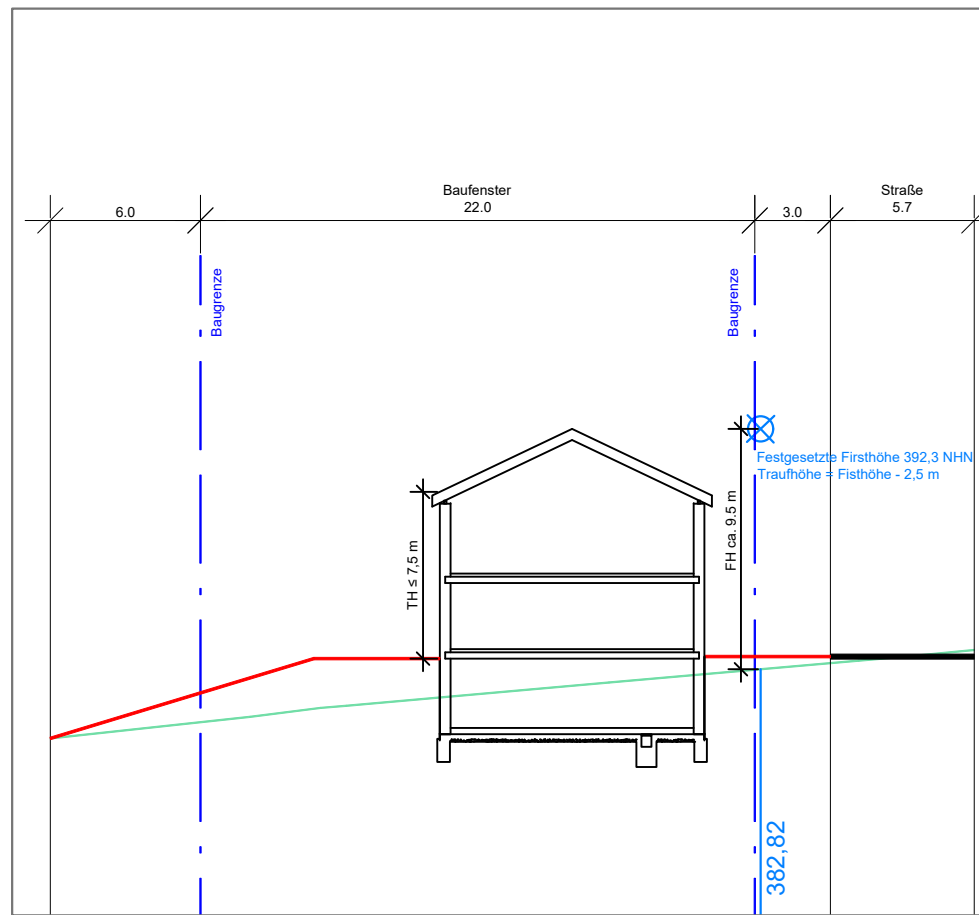 Baufenster
Straße
6.0
22.0
3.0
5.7
Baugrenze
Baugrenze
Festgesetzte Firsthöhe 392,3 NHN
Traufhöhe = Fisthöhe - 2,5 m
TH ≤ 7,5 m
FH ca. 9.5 m
382,82